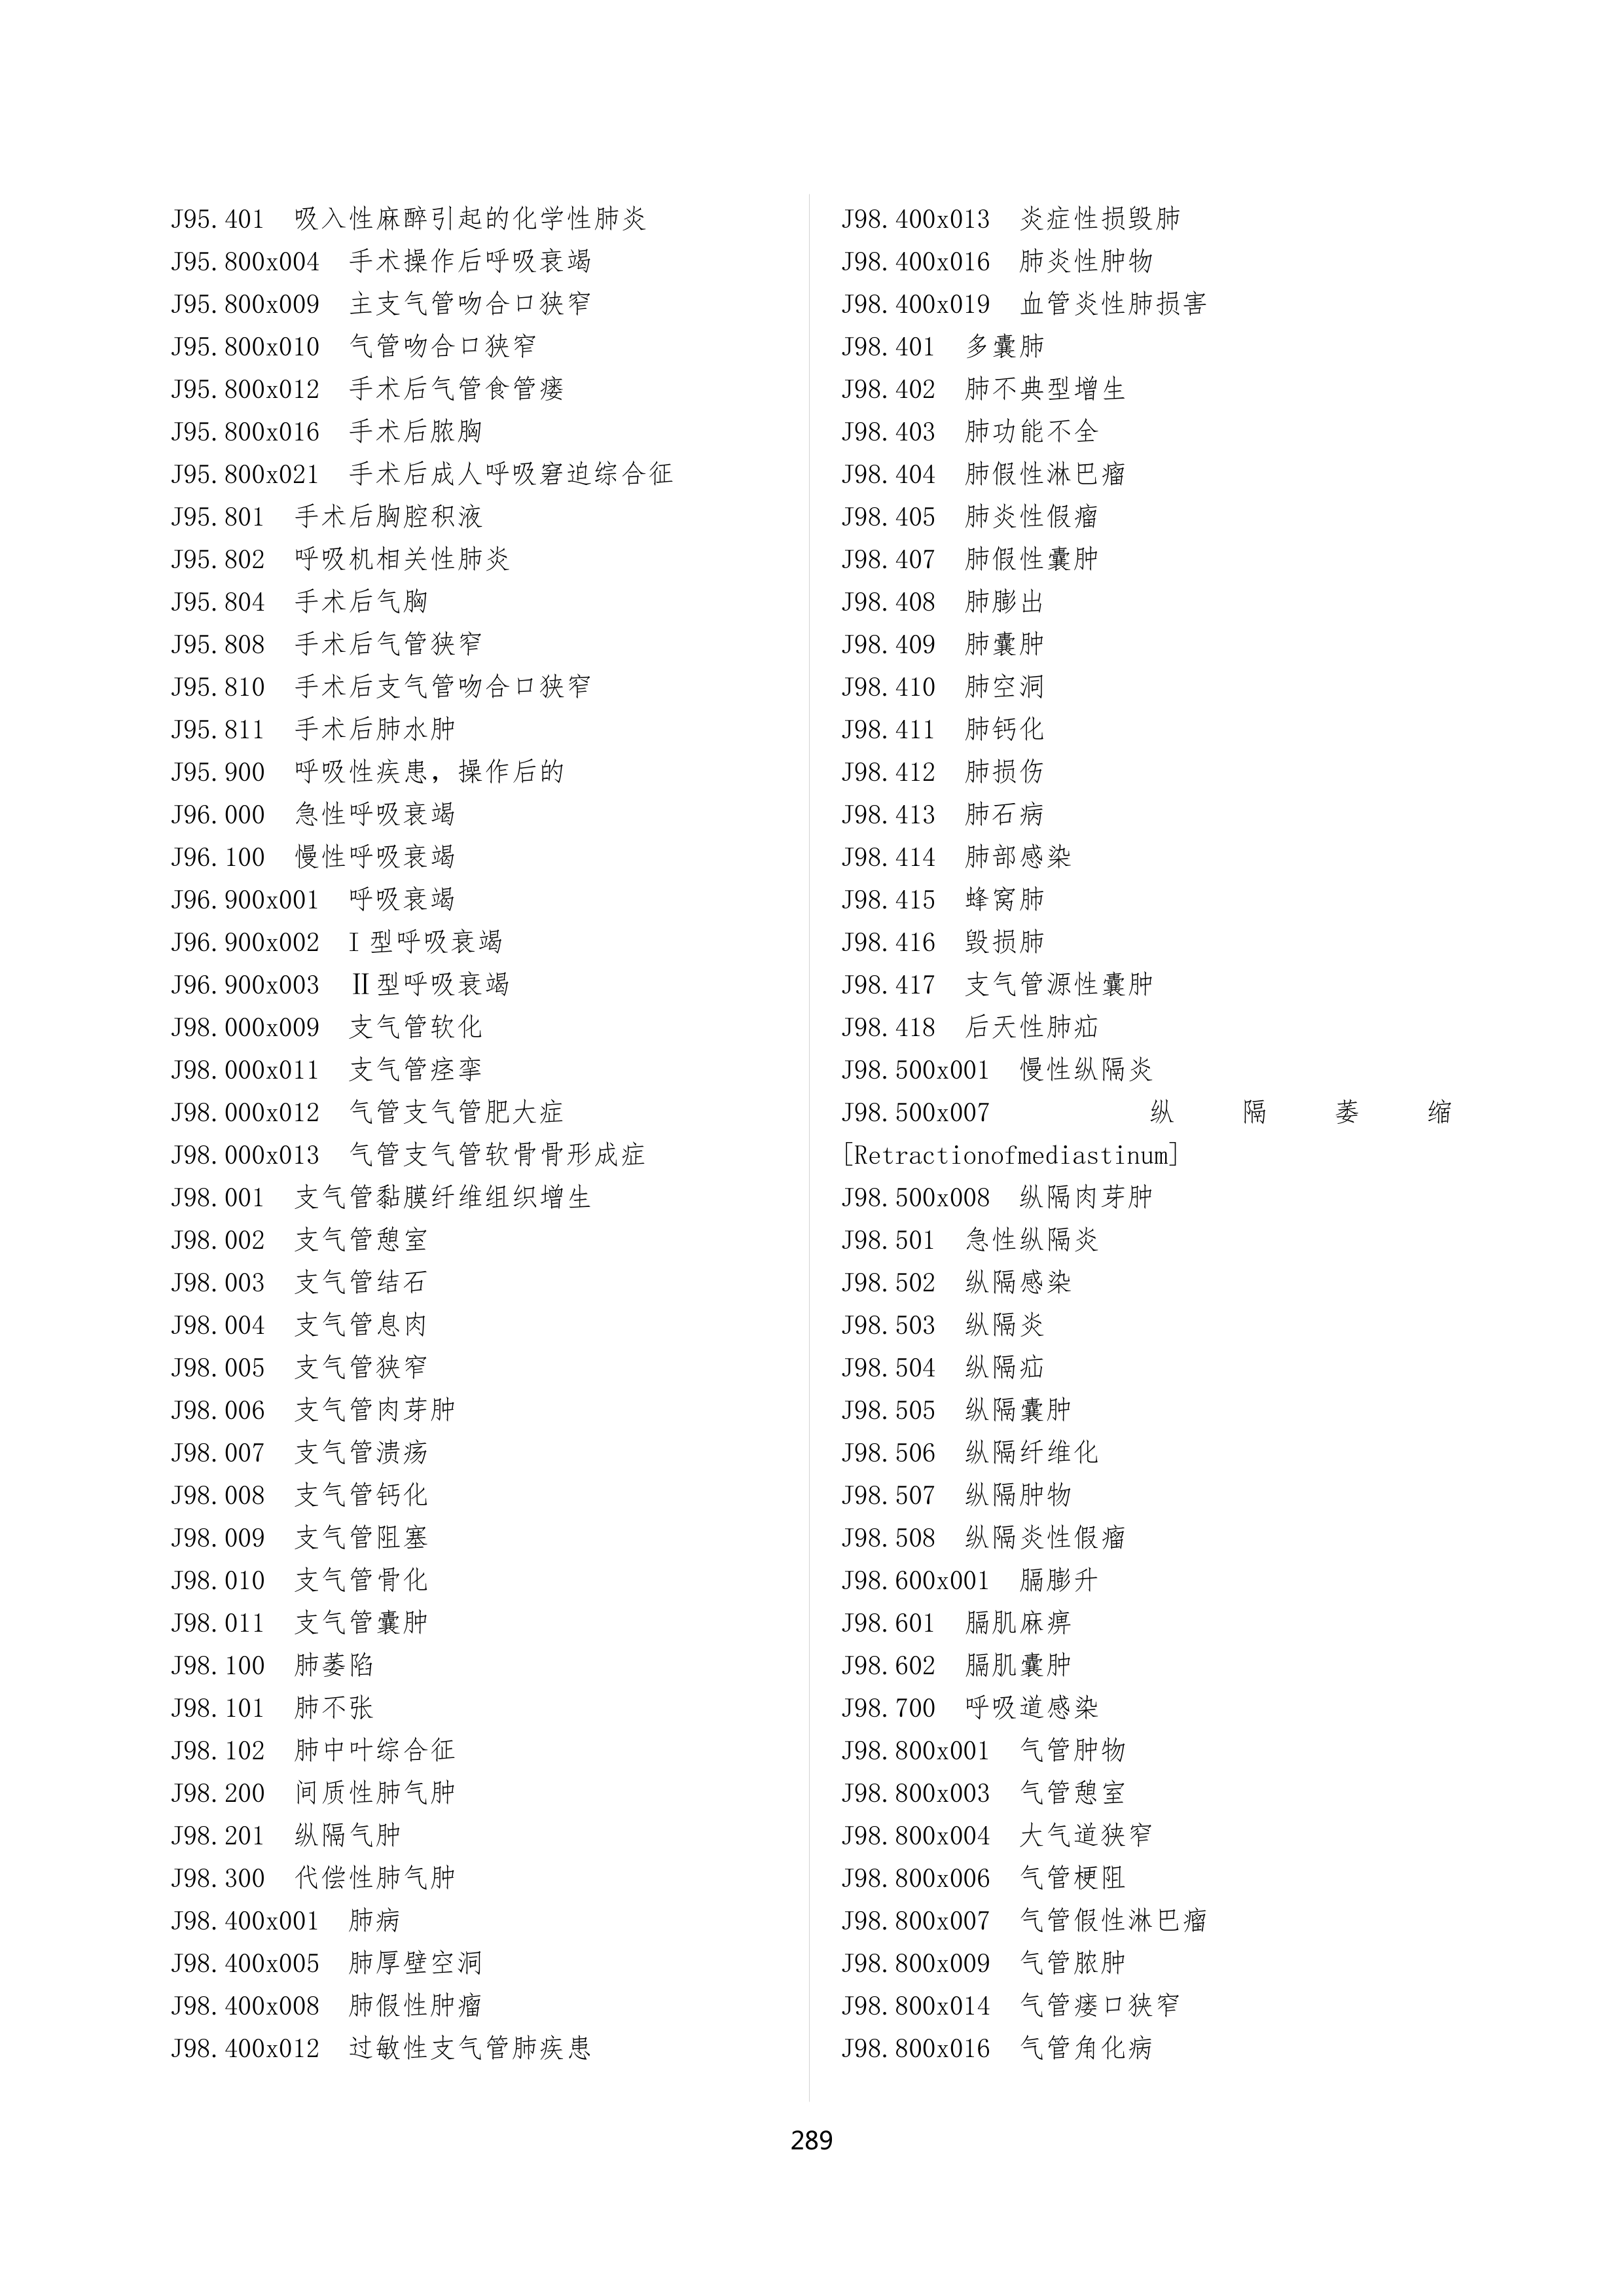 J95.401 吸入性麻醉引起的化学性肺炎
J95.800x004 手术操作后呼吸衰竭
J95.800x009 主支气管吻合口狭窄
J95.800x010 气管吻合口狭窄
J95.800x012 手术后气管食管瘘
J95.800x016 手术后脓胸
J95.800x021 手术后成人呼吸窘迫综合征
J95.801 手术后胸腔积液
J95.802 呼吸机相关性肺炎
J95.804 手术后气胸
J95.808 手术后气管狭窄
J95.810 手术后支气管吻合口狭窄
J95.811 手术后肺水肿
J95.900 呼吸性疾患，操作后的
J96.000 急性呼吸衰竭
J96.100 慢性呼吸衰竭
J96.900x001 呼吸衰竭
J96.900x002 I 型呼吸衰竭
J96.900x003 Ⅱ型呼吸衰竭
J98.000x009 支气管软化
J98.000x011 支气管痉挛
J98.000x012 气管支气管肥大症
J98.000x013 气管支气管软骨骨形成症
J98.001 支气管黏膜纤维组织增生
J98.002 支气管憩室
J98.003 支气管结石
J98.004 支气管息肉
J98.005 支气管狭窄
J98.006 支气管肉芽肿
J98.007 支气管溃疡
J98.008 支气管钙化
J98.009 支气管阻塞
J98.010 支气管骨化
J98.011 支气管囊肿
J98.100 肺萎陷
J98.101 肺不张
J98.102 肺中叶综合征
J98.200 间质性肺气肿
J98.201 纵隔气肿
J98.300 代偿性肺气肿
J98.400x001 肺病
J98.400x005 肺厚壁空洞
J98.400x008 肺假性肿瘤
J98.400x012 过敏性支气管肺疾患
J98.400x013 炎症性损毁肺
J98.400x016 肺炎性肿物
J98.400x019 血管炎性肺损害
J98.401 多囊肺
J98.402 肺不典型增生
J98.403 肺功能不全
J98.404 肺假性淋巴瘤
J98.405 肺炎性假瘤
J98.407 肺假性囊肿
J98.408 肺膨出
J98.409 肺囊肿
J98.410 肺空洞
J98.411 肺钙化
J98.412 肺损伤
J98.413 肺石病
J98.414 肺部感染
J98.415 蜂窝肺
J98.416 毁损肺
J98.417 支气管源性囊肿
J98.418 后天性肺疝
J98.500x001 慢性纵隔炎
J98.500x007 纵 隔 萎 缩
[Retractionofmediastinum]
J98.500x008 纵隔肉芽肿
J98.501 急性纵隔炎
J98.502 纵隔感染
J98.503 纵隔炎
J98.504 纵隔疝
J98.505 纵隔囊肿
J98.506 纵隔纤维化
J98.507 纵隔肿物
J98.508 纵隔炎性假瘤
J98.600x001 膈膨升
J98.601 膈肌麻痹
J98.602 膈肌囊肿
J98.700 呼吸道感染
J98.800x001 气管肿物
J98.800x003 气管憩室
J98.800x004 大气道狭窄
J98.800x006 气管梗阻
J98.800x007 气管假性淋巴瘤
J98.800x009 气管脓肿
J98.800x014 气管瘘口狭窄
J98.800x016 气管角化病
289